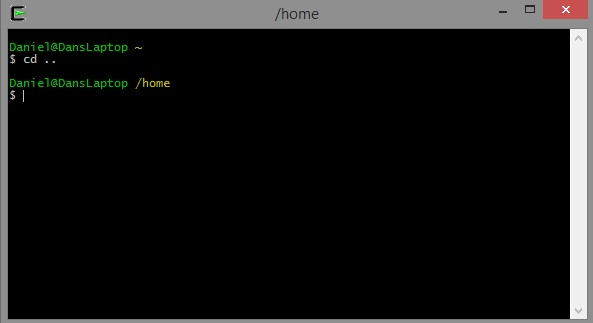 /home
Daniel@DansLaptop ~
$ cd ..
Daniel@DansLaptop /home
$